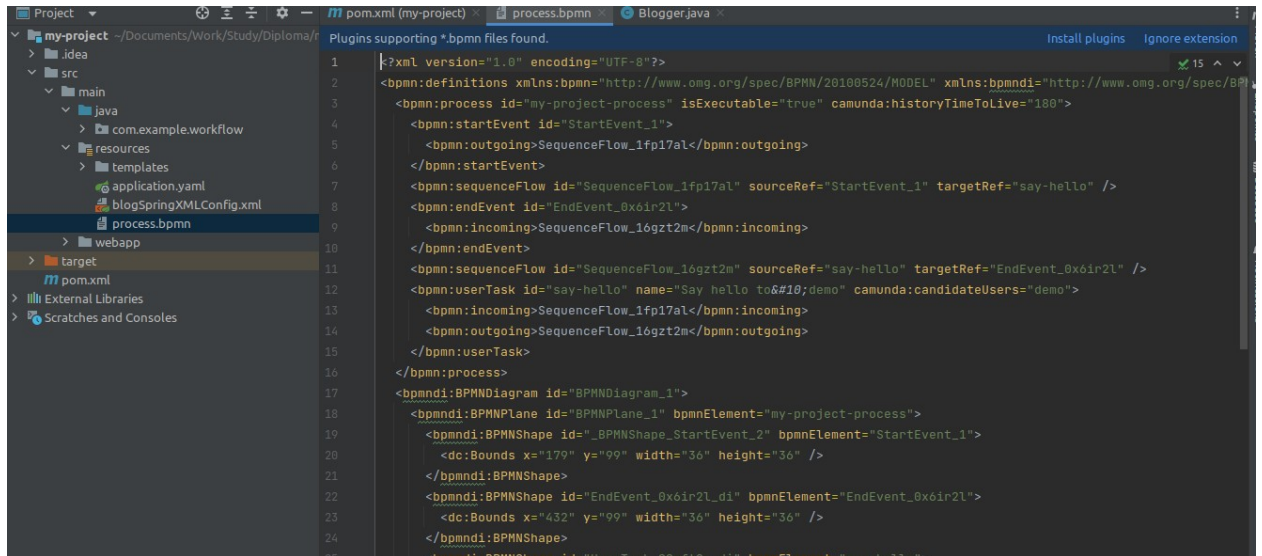 Project
pom.xml (my-project)
process.bpmn
Blogger.java
my-project ~/Documents/Work/Study/Diploma/
.idea
src
main
java
com.example.workflow
resources
templates
application.yaml
blogSpringXMLConfig.xml
process.bpmn
webapp
target
pom.xml
External Libraries
Scratches and Consoles
Plugins supporting *.bpmn files found. Install plugins Ignore extension
15
1 <?xml version="1.0" encoding="UTF-8"?>
2 <bpmn:definitions xmlns:bpmn="http://www.omg.org/spec/BPMN/20100524/MODEL" xmlns:bpmndi="http://www.omg.org/spec/BP
3 <bpmn:process id="my-project-process" isExecutable="true" camunda:historyTimeToLive="180">
4 <bpmn:startEvent id="StartEvent_1">
5 <bpmn:outgoing>SequenceFlow_1fp17al</bpmn:outgoing>
6 </bpmn:startEvent>
7 <bpmn:sequenceFlow id="SequenceFlow_1fp17al" sourceRef="StartEvent_1" targetRef="say-hello" />
8 <bpmn:endEvent id="EndEvent_0x6ir2l">
9 <bpmn:incoming>SequenceFlow_16gzt2m</bpmn:incoming>
10 </bpmn:endEvent>
11 <bpmn:sequenceFlow id="SequenceFlow_16gzt2m" sourceRef="say-hello" targetRef="EndEvent_0x6ir2l" />
12 <bpmn:userTask id="say-hello" name="Say hello to&#10;demo" camunda:candidateUsers="demo">
13 <bpmn:incoming>SequenceFlow_1fp17al</bpmn:incoming>
14 <bpmn:outgoing>SequenceFlow_16gzt2m</bpmn:outgoing>
15 </bpmn:userTask>
16 </bpmn:process>
17 <bpmndi:BPMNDiagram id="BPMNDiagram_1">
18 <bpmndi:BPMNPlane id="BPMNPlane_1" bpmnElement="my-project-process">
19 <bpmndi:BPMNShape id="_BPMNShape_StartEvent_2" bpmnElement="StartEvent_1">
20 <dc:Bounds x="179" y="99" width="36" height="36" />
21 </bpmndi:BPMNShape>
22 <bpmndi:BPMNShape id="EndEvent_0x6ir2l_di" bpmnElement="EndEvent_0x6ir2l">
23 <dc:Bounds x="432" y="99" width="36" height="36" />
24 </bpmndi:BPMNShape>